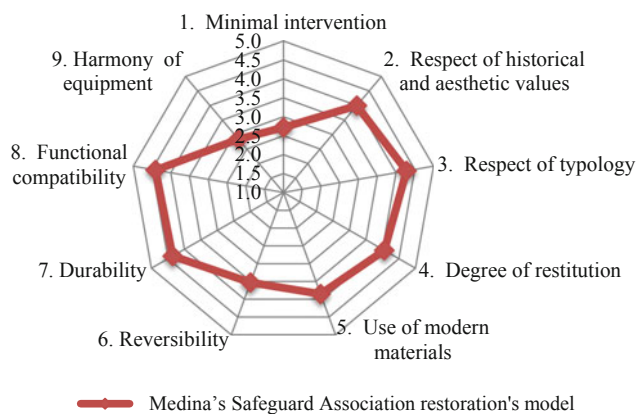 1. Minimal intervention
5.0
4.5
4.0
3.5
3.0
2.5
2.0
1.5
1.0
2. Respect of historical
and aesthetic values
3. Respect of typology
4. Degree of restitution
5. Use of modern
materials
6. Reversibility
7. Durability
8. Functional
compatibility
9. Harmony of
equipment
Medina's Safeguard Association restoration's model